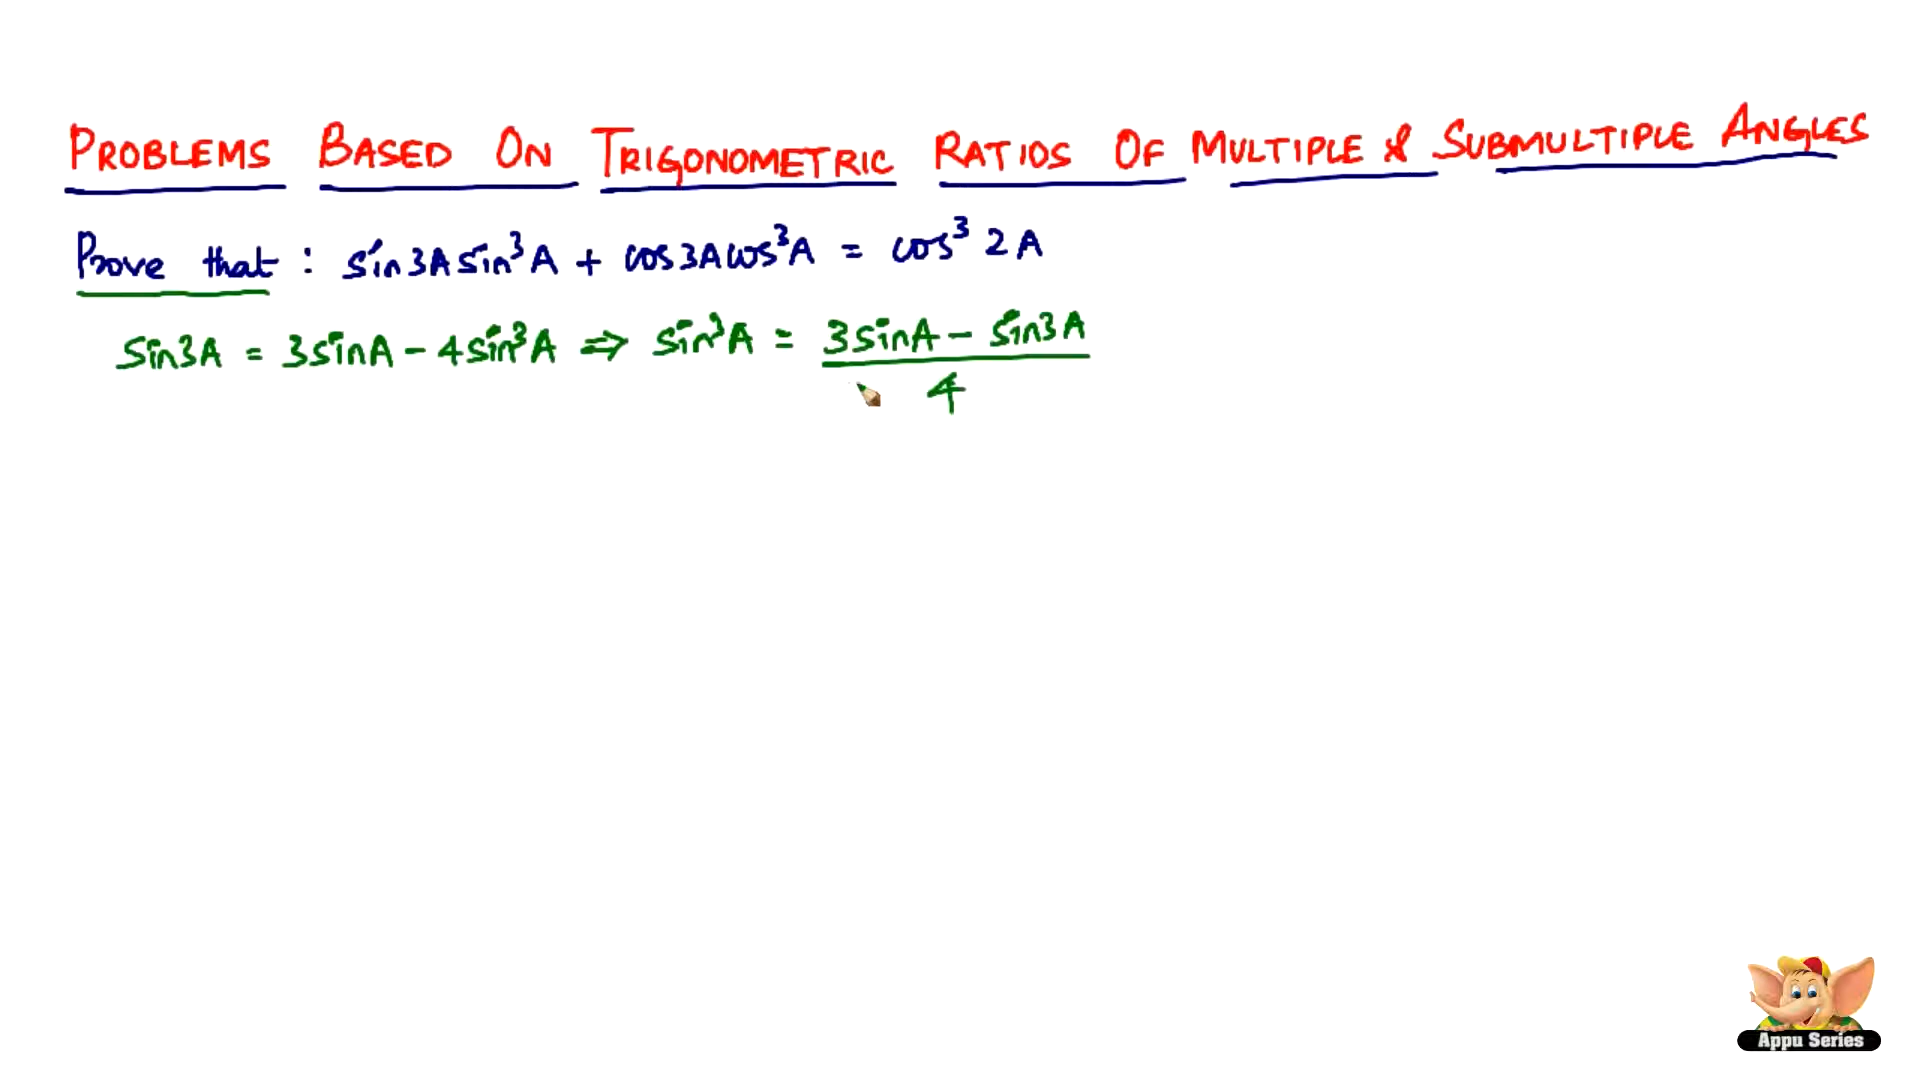 PROBLEMS BASED ON TRIGONOMETRIC RATIOS OF MULTIPLE & SUBMULTIPLE ANGLES
Prove that : sin3A sin³A + cos3A cos³A = cos³ 2A
Sin3A = 3sinA - 4sin³A ⇒ sin³A = 3sinA - sin3A
4
Appu Series